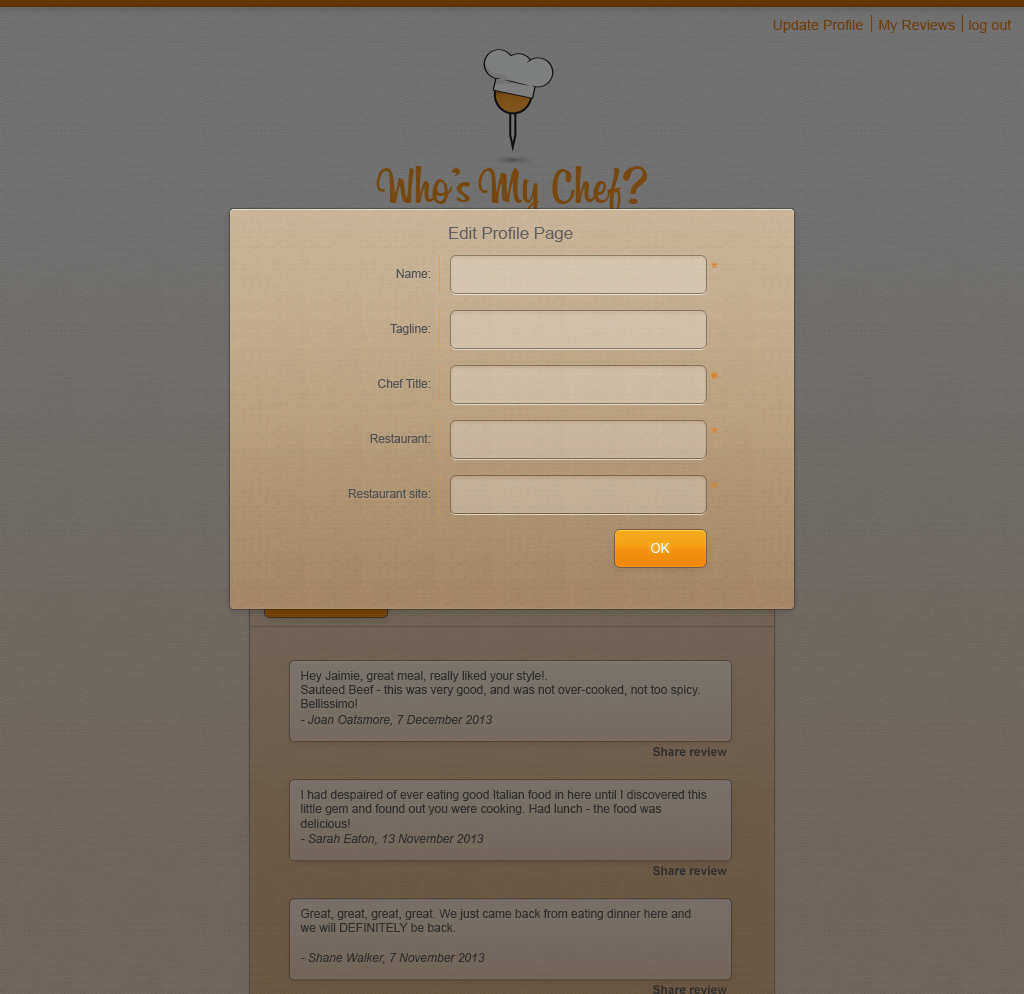 Update Profile | My Reviews | log out
Who's My Chef?
Edit Profile Page
Name: *
Tagline:
Chef Title: *
Restaurant: *
Restaurant site: *
OK
Hey Jaimie, great meal, really liked your style!.
Sauteed Beef - this was very good, and was not over-cooked, not too spicy.
Bellissimo!
- Joan Oatsmore, 7 December 2013
Share review
I had despaired of ever eating good Italian food in here until I discovered this
little gem and found out you were cooking. Had lunch - the food was
delicious!
- Sarah Eaton, 13 November 2013
Share review
Great, great, great, great. We just came back from eating dinner here and
we will DEFINITELY be back.
- Shane Walker, 7 November 2013
Share review